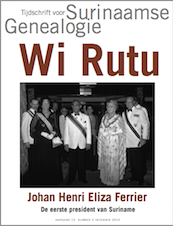 Tijdschrift voor Surinaamse
Genealogie
Wi Rutu
Johan Henri Eliza Ferrier
De eerste president van Suriname